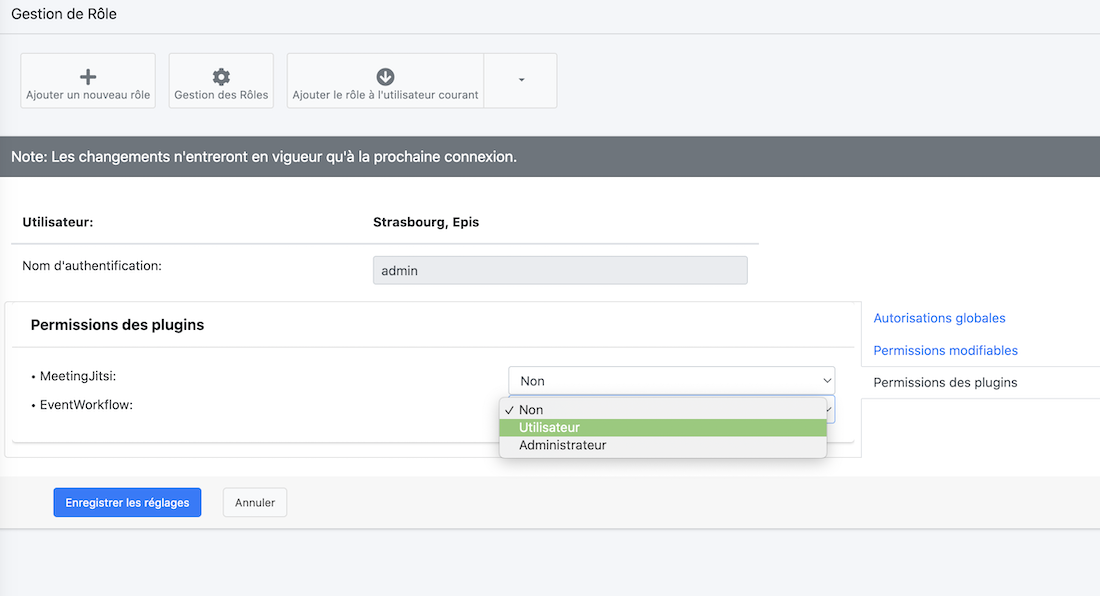 Gestion de Rôle
Ajouter un nouveau rôle
Gestion des Rôles
Ajouter le rôle à l'utilisateur courant
Note: Les changements n'entreront en vigueur qu'à la prochaine connexion.
Utilisateur: Strasbourg, Epis
Nom d'authentification: admin
Permissions des plugins
Autorisations globales
Permissions modifiables
Permissions des plugins
• MeetingJitsi: Non
• EventWorkflow:
✓ Non
Utilisateur
Administrateur
Enregistrer les réglages
Annuler